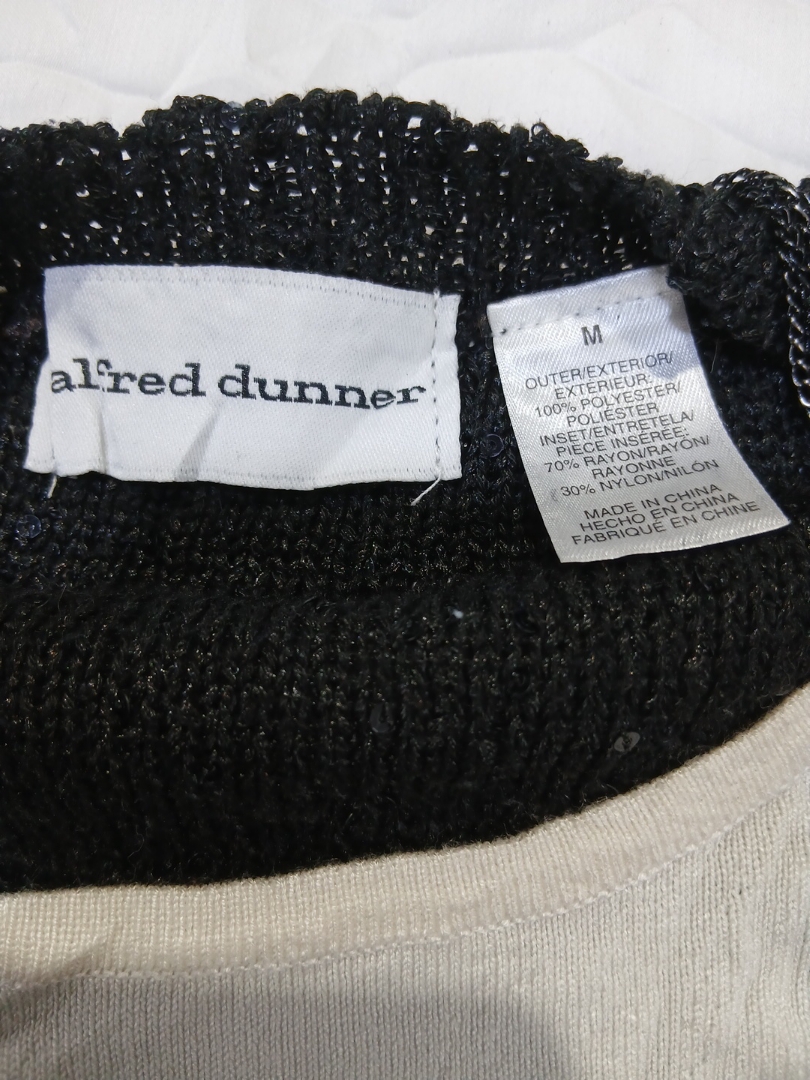 alfred dunner
M
OUTER/EXTERIOR/
EXTÉRIEUR:
100% POLYESTER/
POLIÉSTER
INSET/ENTRETELA/
PIÈCE INSÉRÉE:
70% RAYON/RAYÓN/
RAYONNE
30% NYLON/NILÓN
MADE IN CHINA
HECHO EN CHINA
FABRIQUÉ EN CHINE